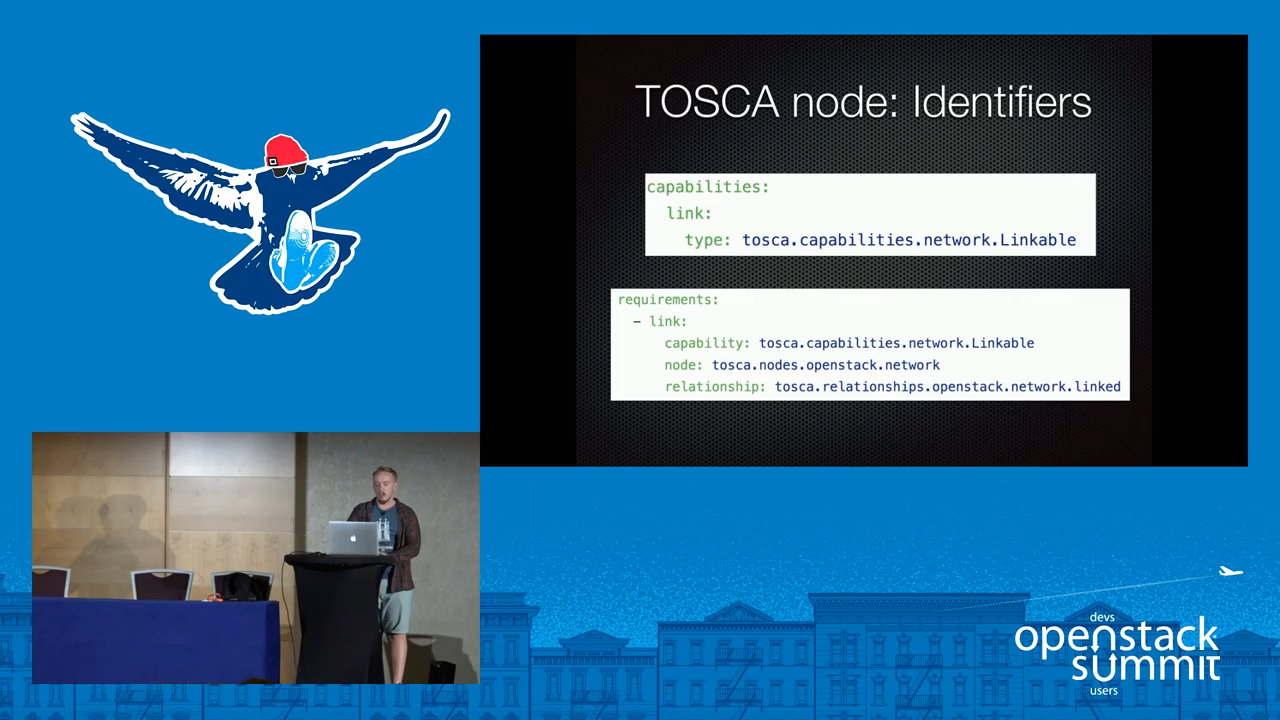 TOSCA node: Identifiers
capabilities:
link:
type: tosca.capabilities.network.Linkable
requirements:
- link:
capability: tosca.capabilities.network.Linkable
node: tosca.nodes.openstack.network
relationship: tosca.relationships.openstack.network.linked
devs
openstack
summit
users